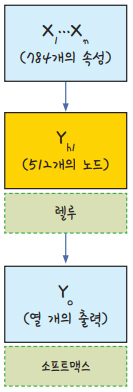 X₁…Xₙ
(784개의 속성)
Yₕ₁
(512개의 노드)
렐루
Yₒ
(열 개의 출력)
소프트맥스